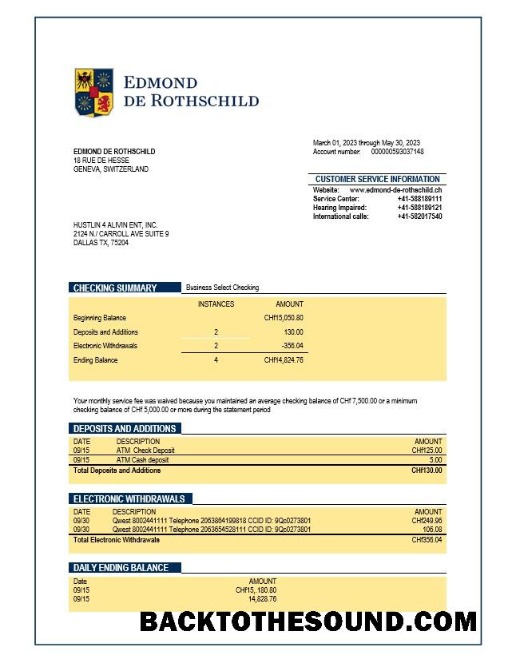 EDMOND
DE ROTHSCHILD
March 01, 2023 through May 30, 2023
Account number: 000000593037148
EDMOND DE ROTHSCHILD
18 RUE DE HESSE
GENEVA, SWITZERLAND
CUSTOMER SERVICE INFORMATION
Website: www.edmond-de-rothschild.ch
Service Center: +41-588189111
Hearing Impaired: +41-588189121
International calls: +41-582017540
HUSTLIN 4 ALIVIN ENT, INC.
2124 N./ CARROLL AVE SUITE 9
DALLAS TX, 75204
CHECKING SUMMARY Business Select Checking
INSTANCES AMOUNT
Beginning Balance CHf15,050.80
Deposits and Additions 2 130.00
Electronic Withdrawals 2 -356.04
Ending Balance 4 CHf14,824.76
Your monthly service fee was waived because you maintained an average checking balance of CHf 7,500.00 or a minimum
checking balance of CHf 5,000.00 or more during the statement period
DEPOSITS AND ADDITIONS
DATE DESCRIPTION AMOUNT
09/15 ATM Check Deposit CHf125.00
09/15 ATM Cash deposit 5.00
Total Deposits and Additions CHf130.00
ELECTRONIC WITHDRAWALS
DATE DESCRIPTION AMOUNT
09/30 Qwest 8002441111 Telephone 2063864199818 CCID ID: 9Qo0273801 CHf249.96
09/30 Qwest 8002441111 Telephone 2063654528111 CCID ID: 9Qo0273801 106.08
Total Electronic Withdrawals CHf356.04
DAILY ENDING BALANCE
Date AMOUNT
09/15 CHf15, 180.80
09/15 14,828.76
BACKTOTHESOUND.COM